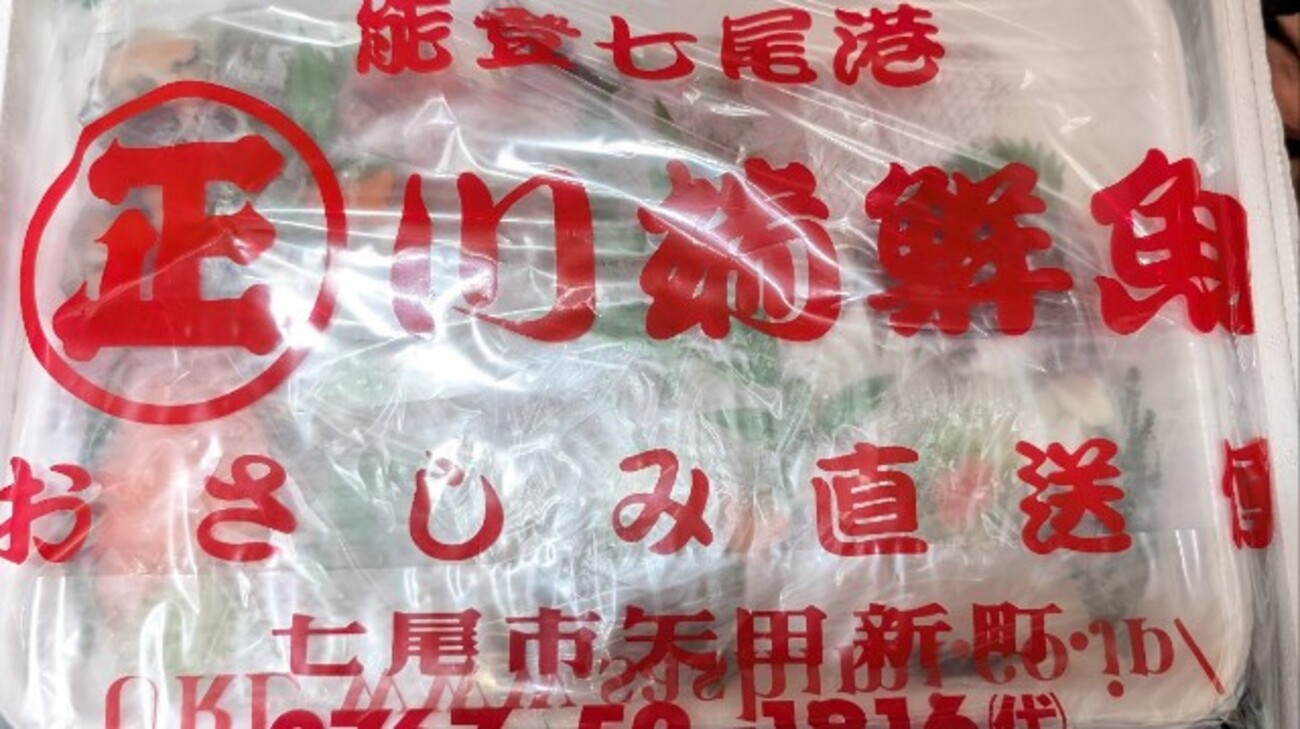 能登七尾港
正 川端鮮魚
おさしみ直送
七尾市矢田新町